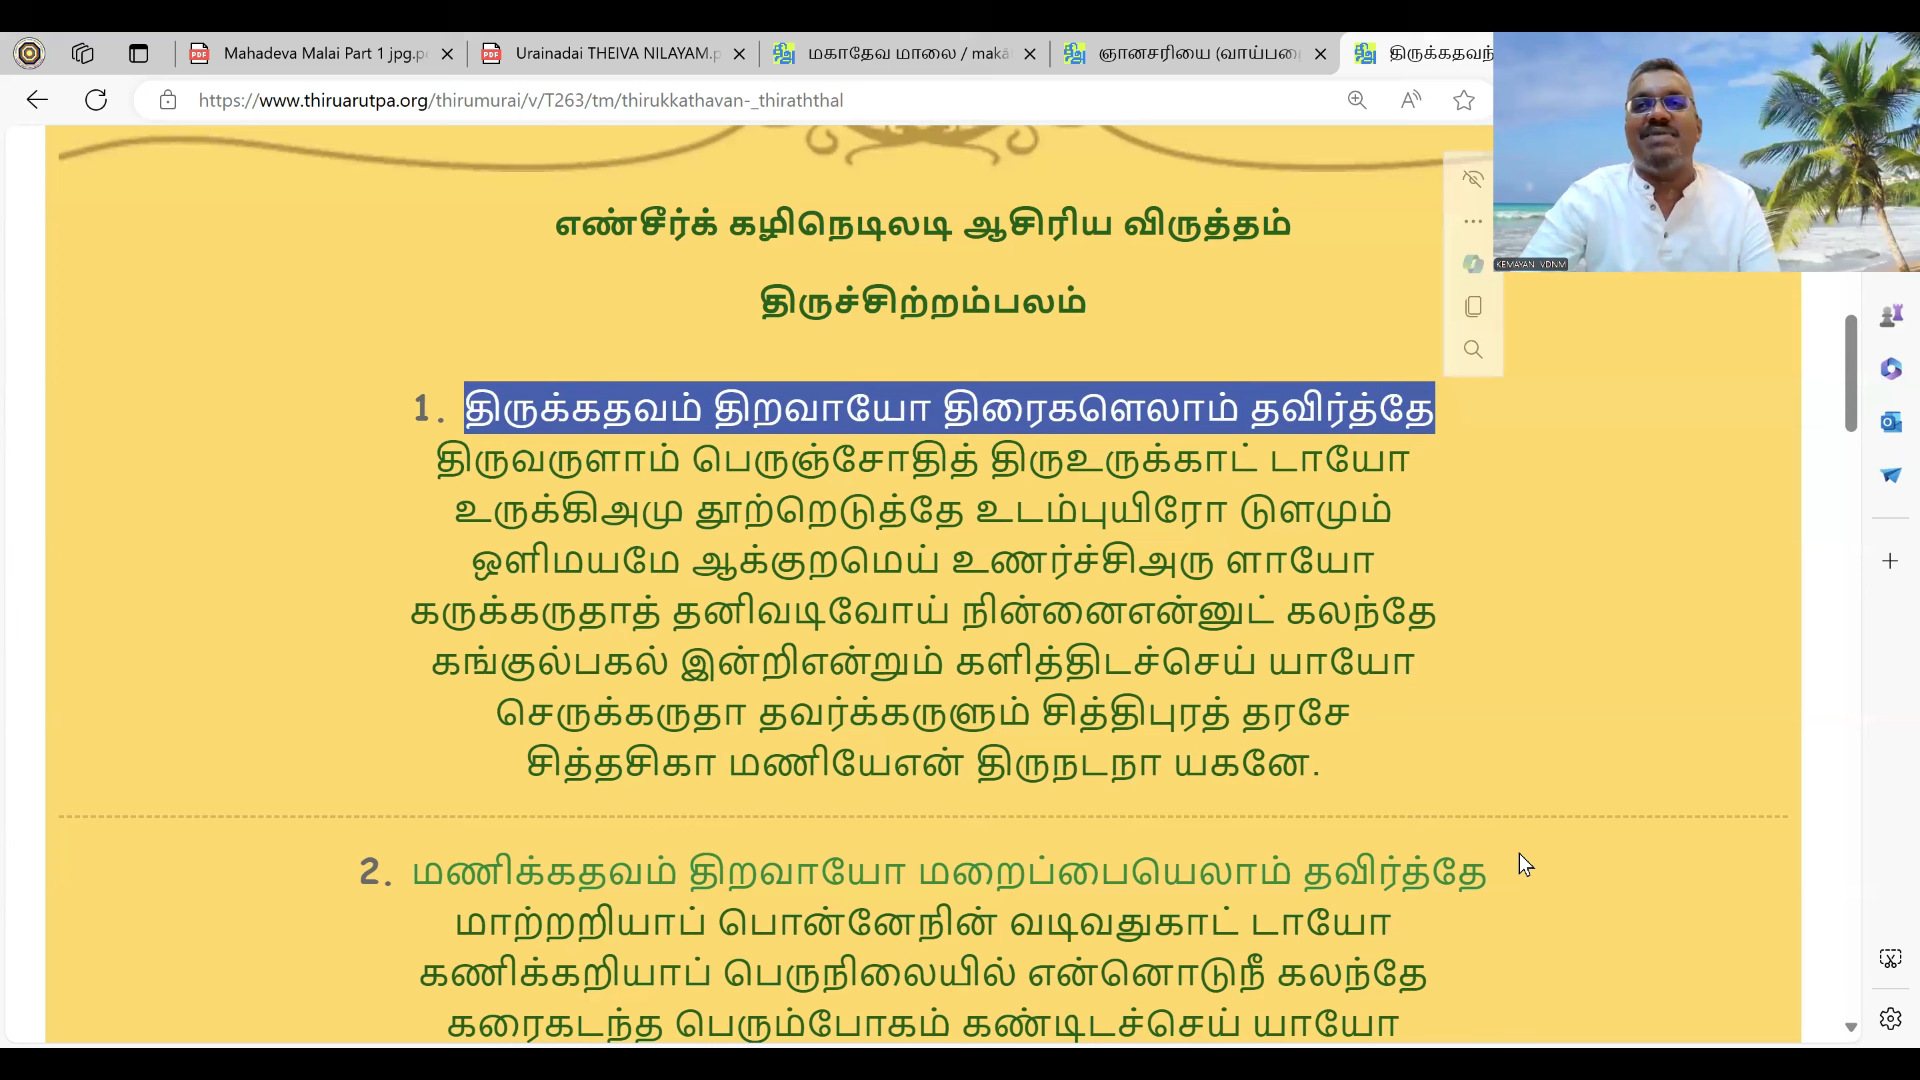 Mahadeva Malai Part 1 jpg.p
Urainadai THEIVA NILAYAM.p
மகாதேவ மாலை / makā
ஞானசரியை (வாய்பறை
திருக்கதவந்
https://www.thiruarutpa.org/thirumurai/v/T263/tm/thirukkathavan-_thiraththal
KEMAYAN VDNM
எண்சீர்க் கழிநெடிலடி ஆசிரிய விருத்தம்
திருச்சிற்றம்பலம்
1. திருக்கதவம் திறவாயோ திரைகளெலாம் தவிர்த்தே
திருவருளாம் பெருஞ்சோதித் திருஉருக்காட் டாயோ
உருக்கிஅமு தூற்றெடுத்தே உடம்புயிரோ டுளமும்
ஒளிமயமே ஆக்குறமெய் உணர்ச்சிஅரு ளாயோ
கருக்கருதாத் தனிவடிவோய் நின்னைஎன்னுட் கலந்தே
கங்குல்பகல் இன்றிஎன்றும் களித்திடச்செய் யாயோ
செருக்கருதா தவர்க்கருளும் சித்திபுரத் தரசே
சித்தசிகா மணியேஎன் திருநடநா யகனே.
2. மணிக்கதவம் திறவாயோ மறைப்பையெலாம் தவிர்த்தே
மாற்றறியாப் பொன்னேநின் வடிவதுகாட் டாயோ
கணிக்கறியாப் பெருநிலையில் என்னொடுநீ கலந்தே
கரைகடந்த பெரும்போகம் கண்டிடச்செய் யாயோ